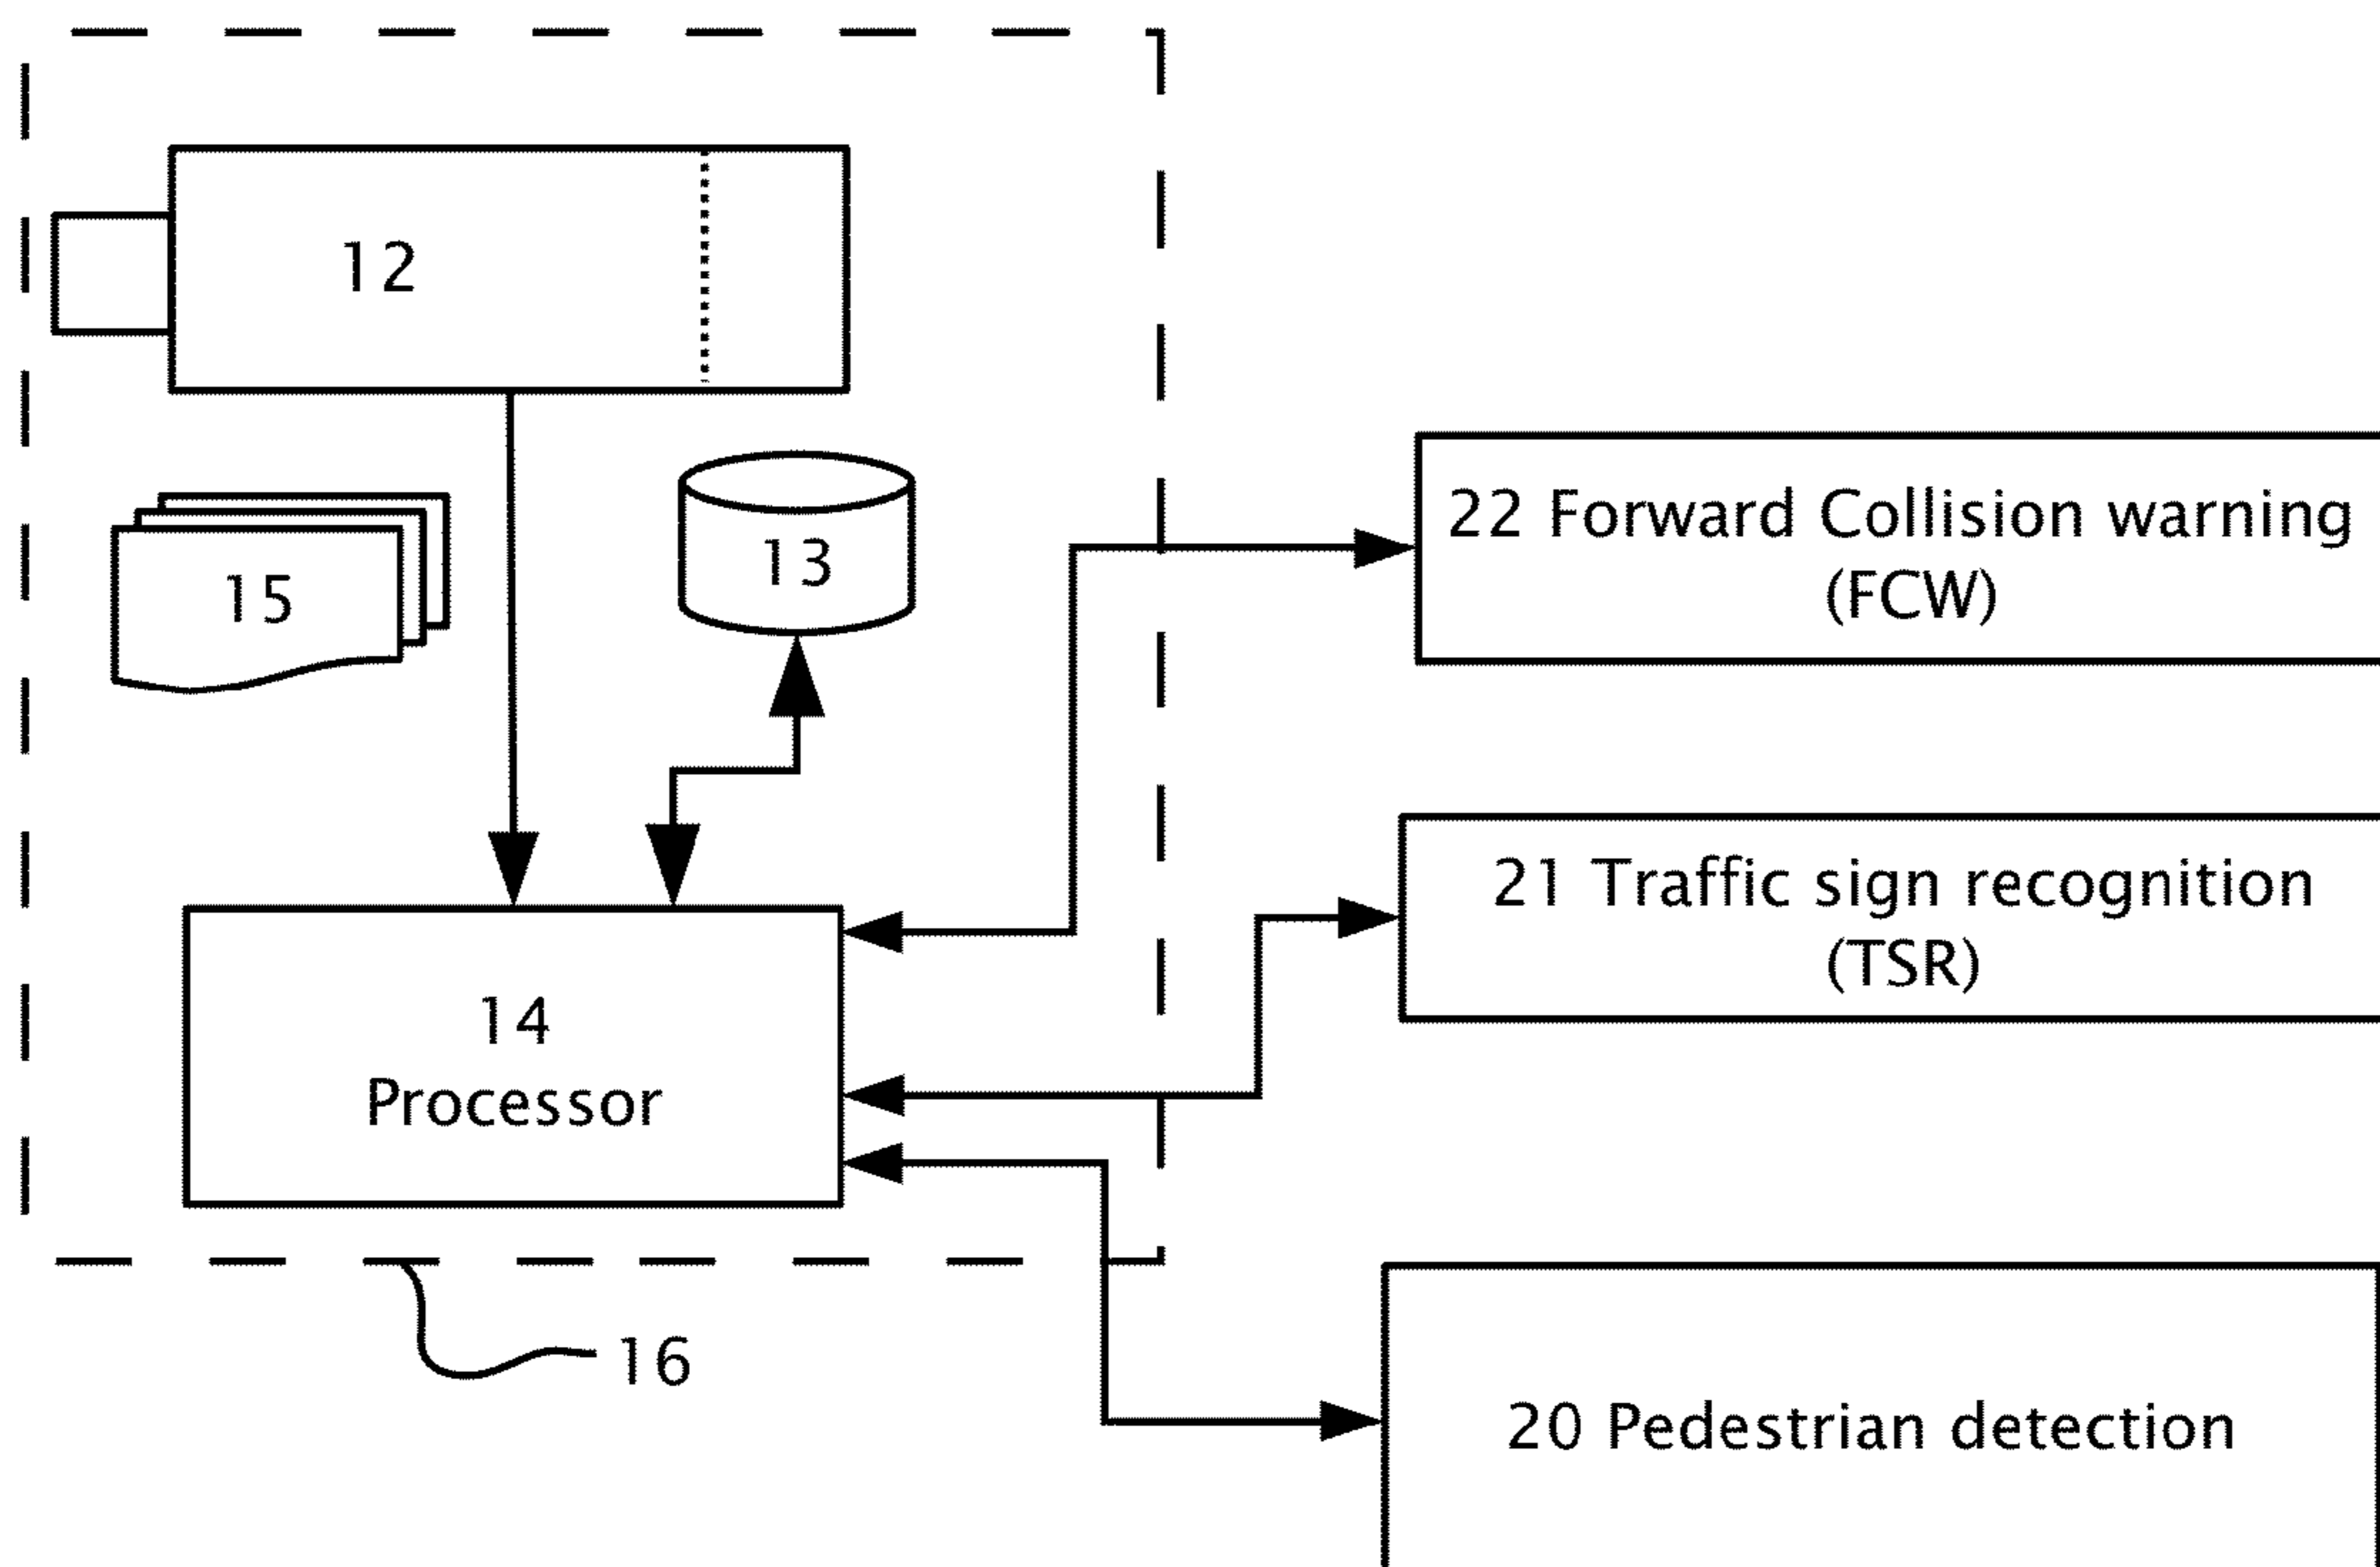 12
15
13
22 Forward Collision warning
(FCW)
21 Traffic sign recognition
(TSR)
14
Processor
16
20 Pedestrian detection